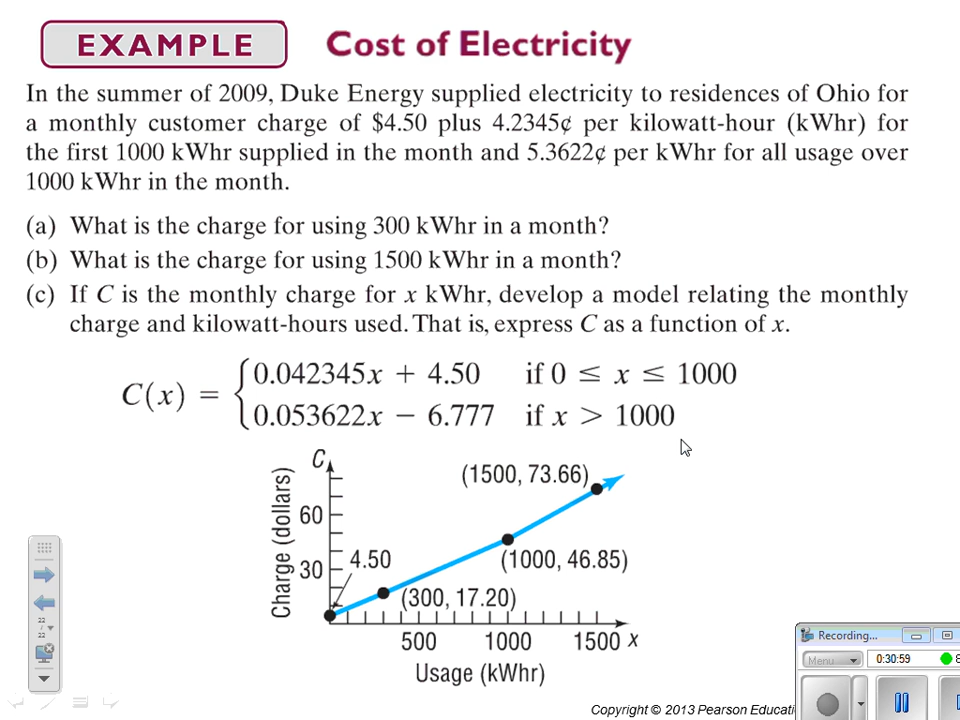 EXAMPLE Cost of Electricity
In the summer of 2009, Duke Energy supplied electricity to residences of Ohio for
a monthly customer charge of $4.50 plus 4.2345¢ per kilowatt-hour (kWhr) for
the first 1000 kWhr supplied in the month and 5.3622¢ per kWhr for all usage over
1000 kWhr in the month.
(a) What is the charge for using 300 kWhr in a month?
(b) What is the charge for using 1500 kWhr in a month?
(c) If C is the monthly charge for x kWhr, develop a model relating the monthly
charge and kilowatt-hours used. That is, express C as a function of x.
C(x) = {0.042345x + 4.50 if 0 ≤ x ≤ 1000
0.053622x − 6.777 if x > 1000
C
(1500, 73.66)
60
4.50
(1000, 46.85)
30
(300, 17.20)
Charge (dollars)
500 1000 1500 x
Usage (kWhr)
22
/
22
Recording...
Menu
0:30:59
8
Copyright © 2013 Pearson Educati